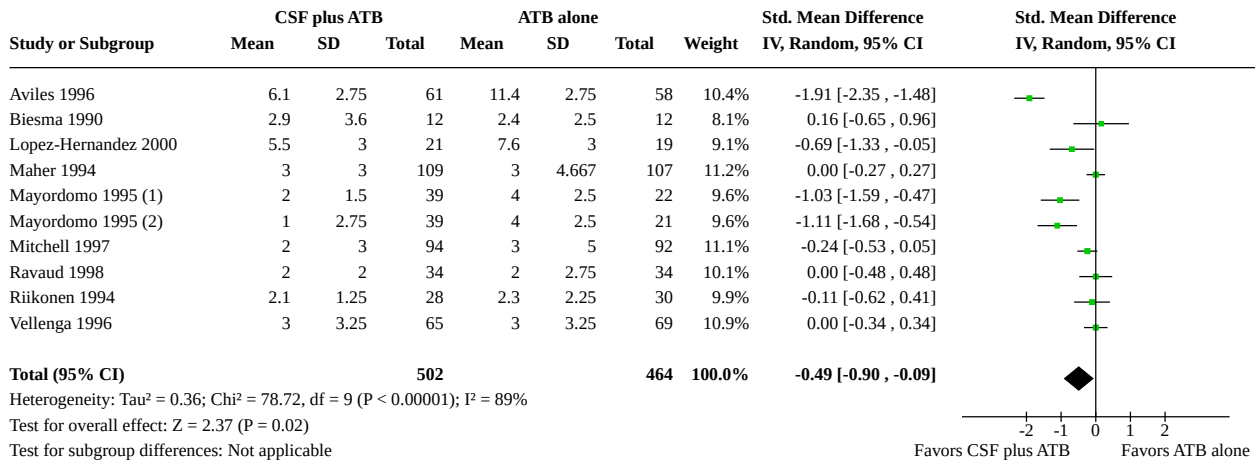 CSF plus ATB ATB alone Std. Mean Difference Std. Mean Difference
Study or Subgroup Mean SD Total Mean SD Total Weight IV, Random, 95% CI IV, Random, 95% CI
Aviles 1996 6.1 2.75 61 11.4 2.75 58 10.4% -1.91 [-2.35 , -1.48]
Biesma 1990 2.9 3.6 12 2.4 2.5 12 8.1% 0.16 [-0.65 , 0.96]
Lopez-Hernandez 2000 5.5 3 21 7.6 3 19 9.1% -0.69 [-1.33 , -0.05]
Maher 1994 3 3 109 3 4.667 107 11.2% 0.00 [-0.27 , 0.27]
Mayordomo 1995 (1) 2 1.5 39 4 2.5 22 9.6% -1.03 [-1.59 , -0.47]
Mayordomo 1995 (2) 1 2.75 39 4 2.5 21 9.6% -1.11 [-1.68 , -0.54]
Mitchell 1997 2 3 94 3 5 92 11.1% -0.24 [-0.53 , 0.05]
Ravaud 1998 2 2 34 2 2.75 34 10.1% 0.00 [-0.48 , 0.48]
Riikonen 1994 2.1 1.25 28 2.3 2.25 30 9.9% -0.11 [-0.62 , 0.41]
Vellenga 1996 3 3.25 65 3 3.25 69 10.9% 0.00 [-0.34 , 0.34]
Total (95% CI) 502 464 100.0% -0.49 [-0.90 , -0.09]
Heterogeneity: Tau² = 0.36; Chi² = 78.72, df = 9 (P < 0.00001); I² = 89%
Test for overall effect: Z = 2.37 (P = 0.02)
-2 -1 0 1 2
Test for subgroup differences: Not applicable
Favors CSF plus ATB Favors ATB alone